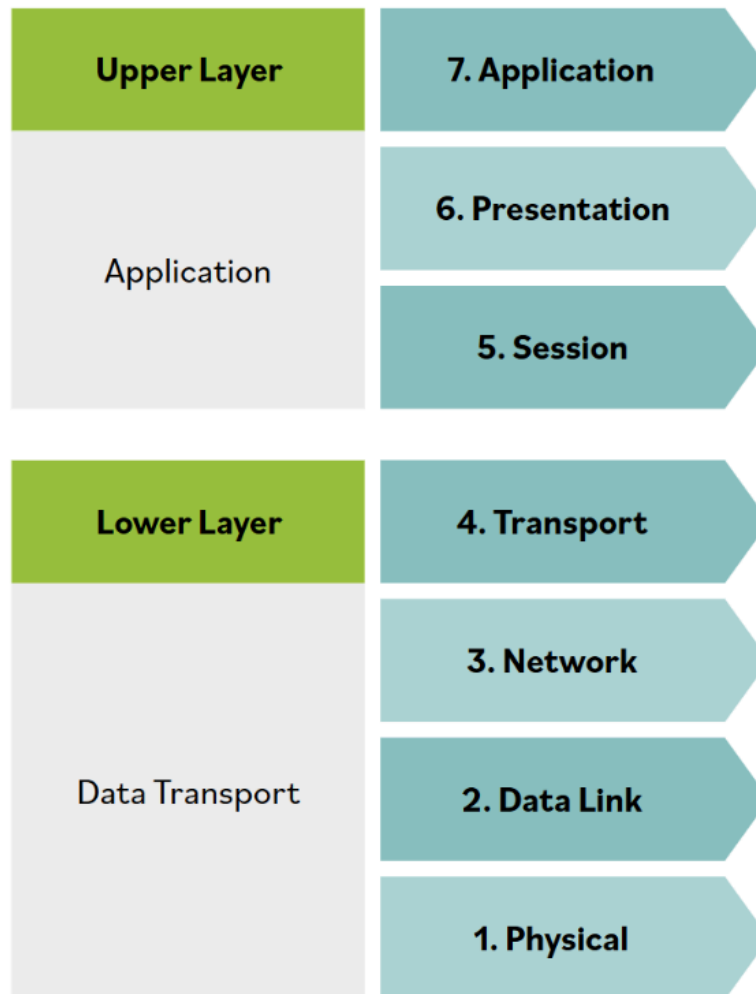 Upper Layer
7. Application
6. Presentation
Application
5. Session
Lower Layer
4. Transport
3. Network
Data Transport
2. Data Link
1. Physical